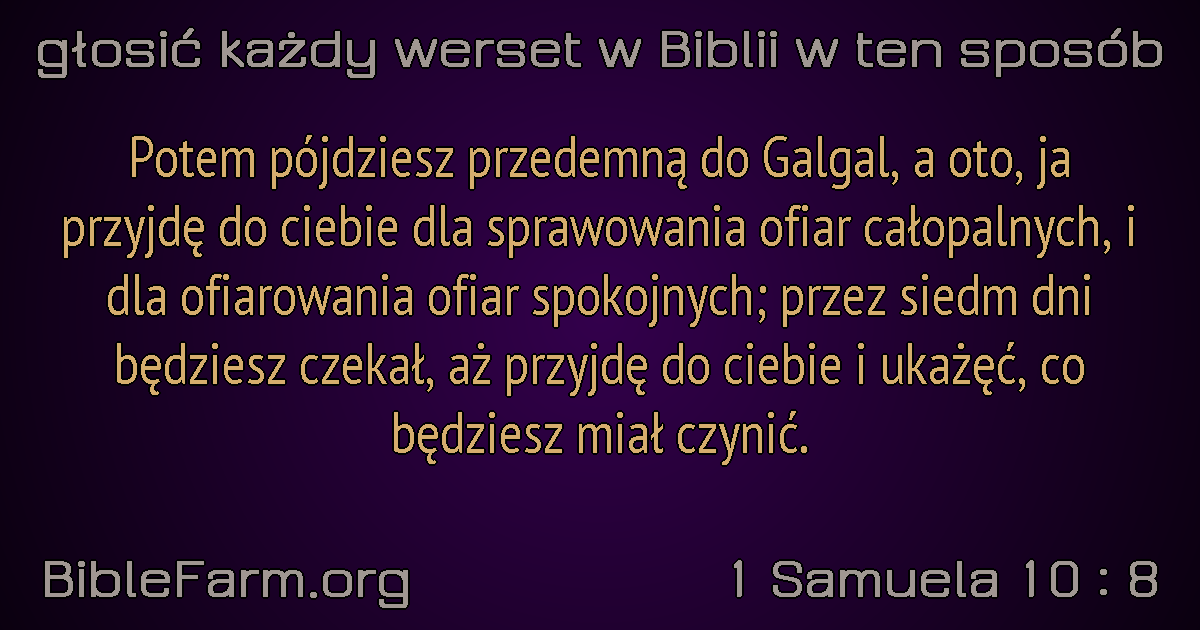 głosić każdy werset w Biblii w ten sposób
Potem pójdziesz przedemną do Galgal, a oto, ja
przyjdę do ciebie dla sprawowania ofiar całopalnych, i
dla ofiarowania ofiar spokojnych; przez siedm dni
będziesz czekał, aż przyjdę do ciebie i ukażęć, co
będziesz miał czynić.
BibleFarm.org
1 Samuela 10 : 8